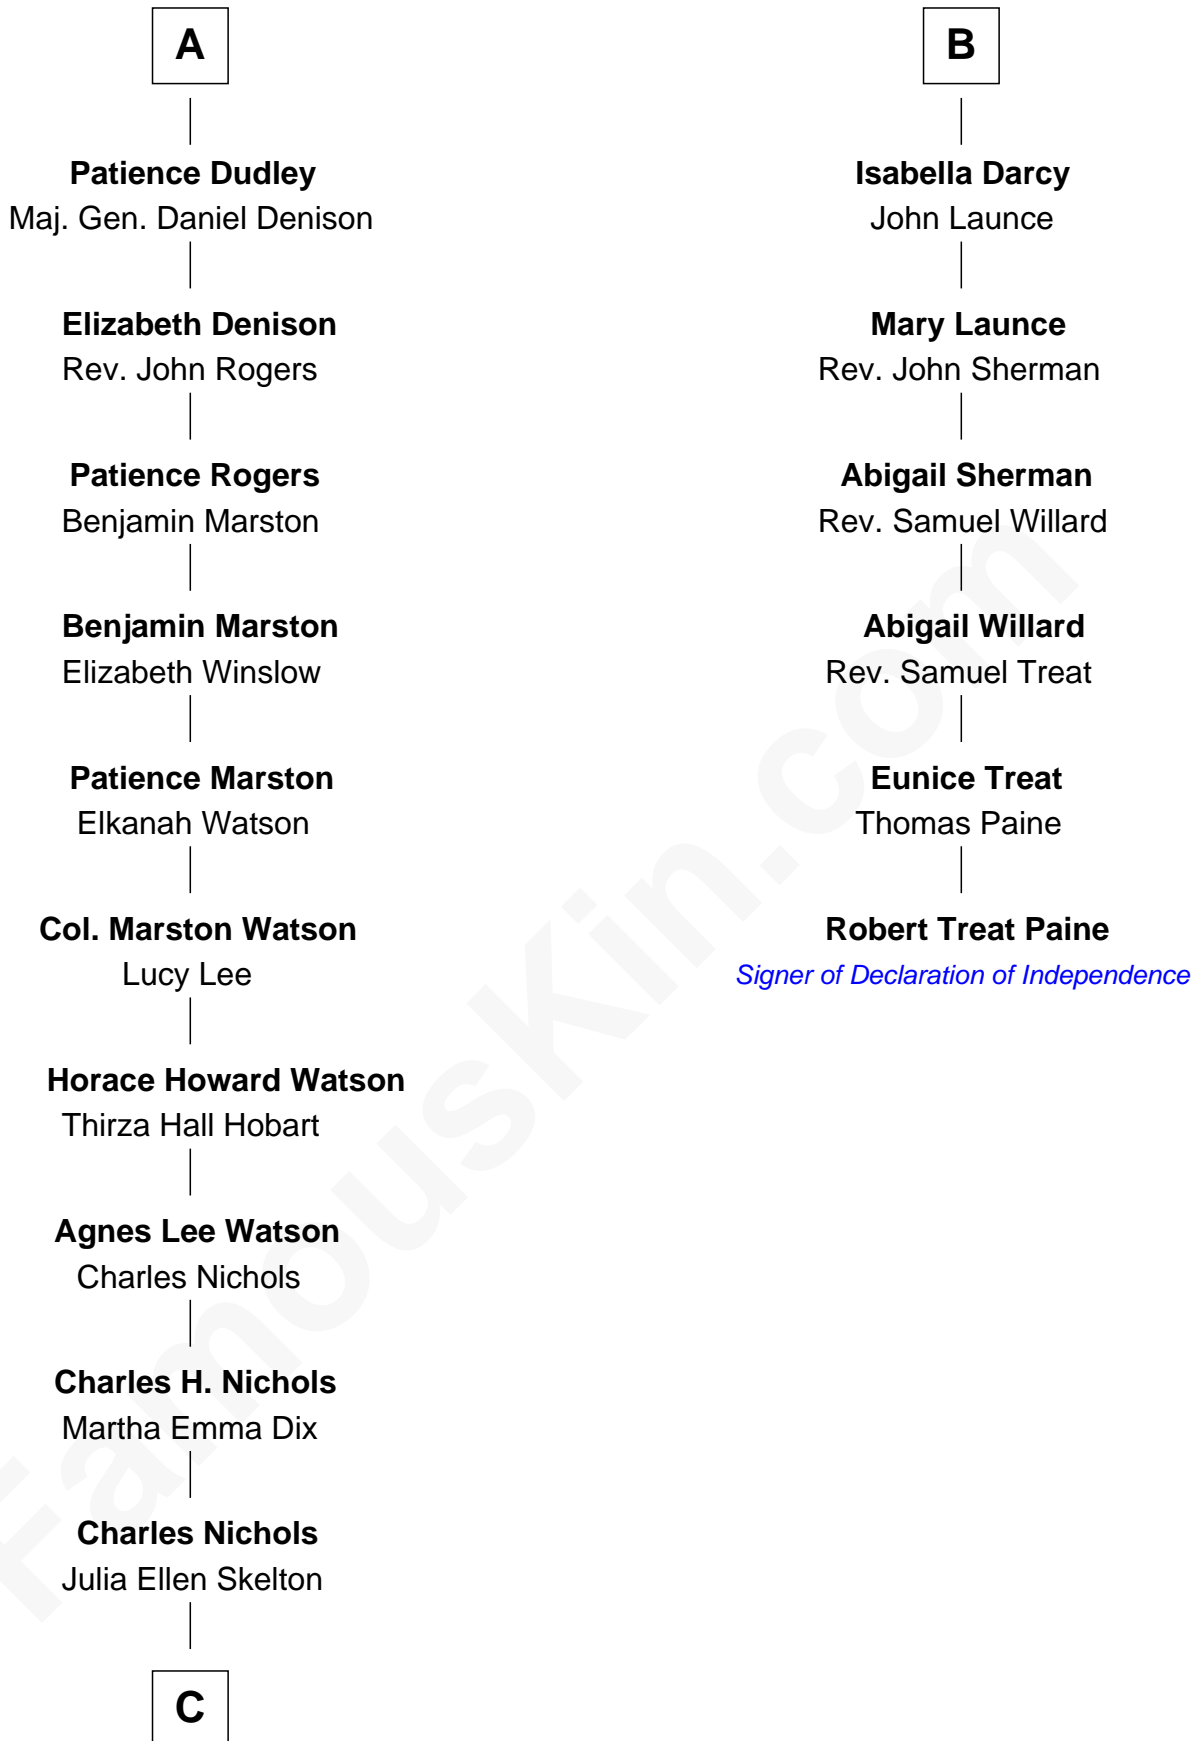 A
Patience Dudley
Maj. Gen. Daniel Denison
Elizabeth Denison
Rev. John Rogers
Patience Rogers
Benjamin Marston
Benjamin Marston
Elizabeth Winslow
Patience Marston
Elkanah Watson
Col. Marston Watson
Lucy Lee
Horace Howard Watson
Thirza Hall Hobart
Agnes Lee Watson
Charles Nichols
Charles H. Nichols
Martha Emma Dix
Charles Nichols
Julia Ellen Skelton
C
B
Isabella Darcy
John Launce
Mary Launce
Rev. John Sherman
Abigail Sherman
Rev. Samuel Willard
Abigail Willard
Rev. Samuel Treat
Eunice Treat
Thomas Paine
Robert Treat Paine
Signer of Declaration of Independence
FamousKin.com